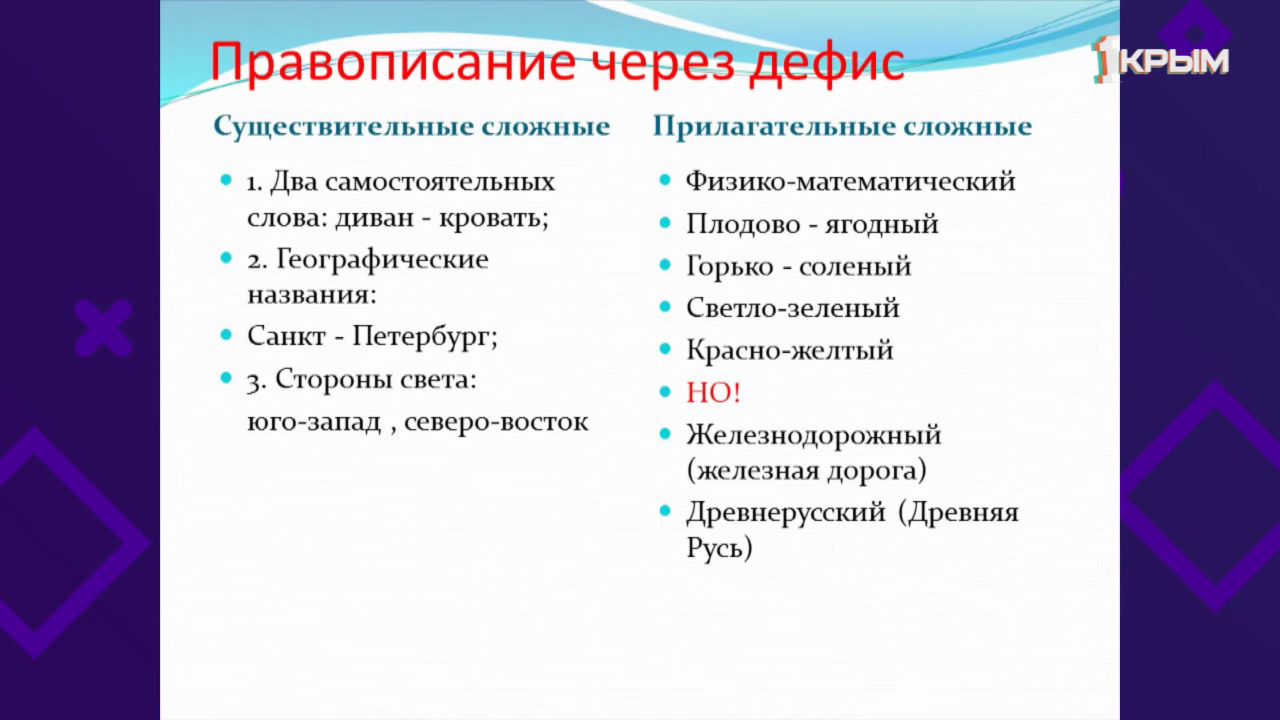 Правописание через дефис
1КРЫМ
Существительные сложные
1. Два самостоятельных
слова: диван - кровать;
2. Географические
названия:
Санкт - Петербург;
3. Стороны света:
юго-запад , северо-восток
Прилагательные сложные
Физико-математический
Плодово - ягодный
Горько - соленый
Светло-зеленый
Красно-желтый
НО!
Железнодорожный
(железная дорога)
Древнерусский (Древняя
Русь)